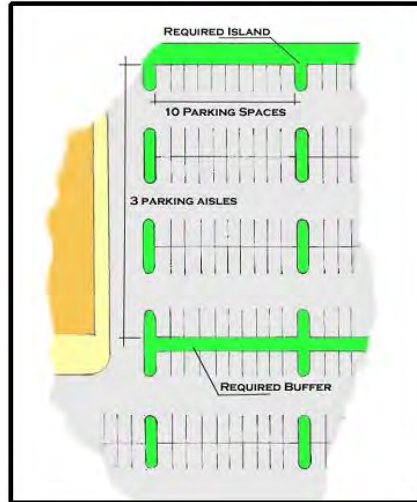 Required Island
10 Parking Spaces
3 parking aisles
Required Buffer